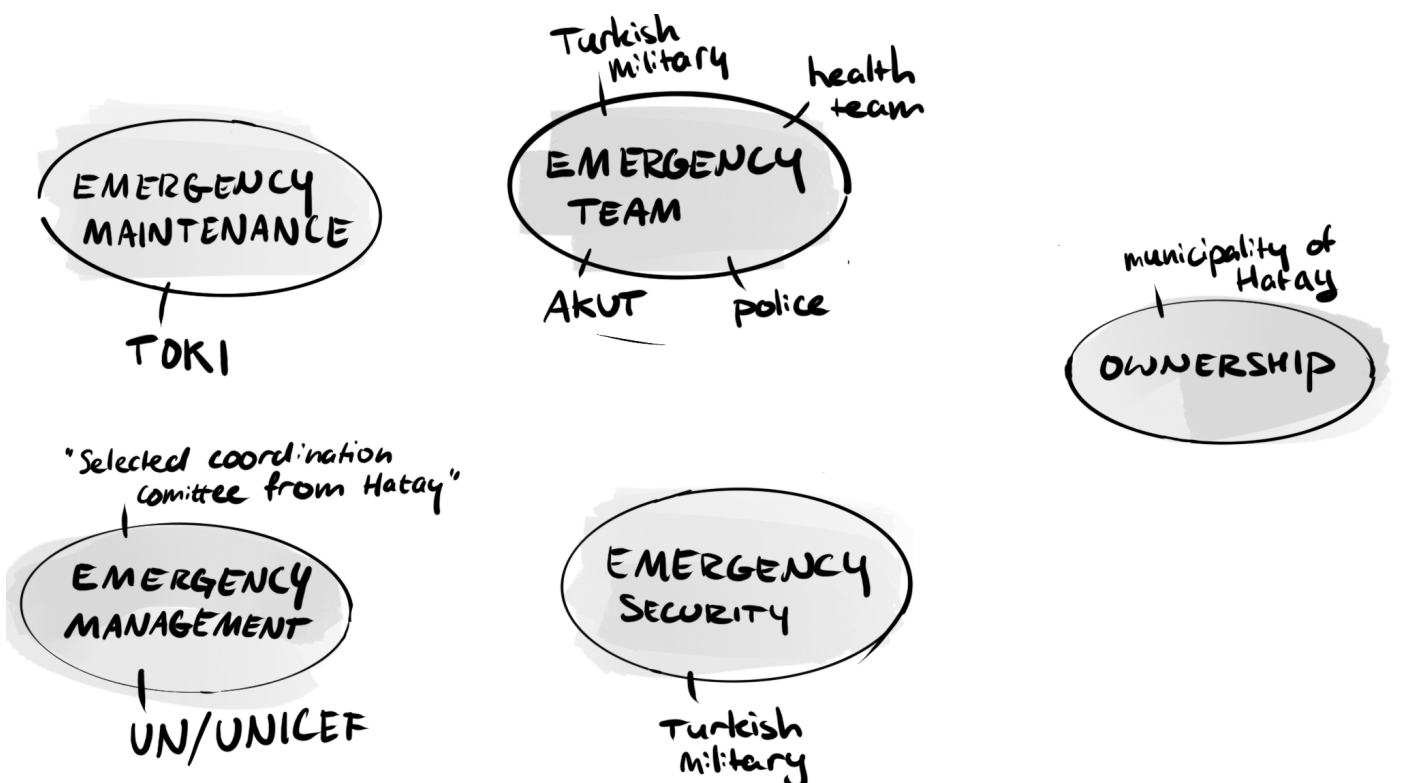 Turkish
military
health
team
EMERGENCY
TEAM
AKUT
police
EMERGENCY
MAINTENANCE
TOKI
municipality of
Hatay
OWNERSHIP
"Selected coordination
comittee from Hatay"
EMERGENCY
MANAGEMENT
UN/UNICEF
EMERGENCY
SECURITY
Turkish
military